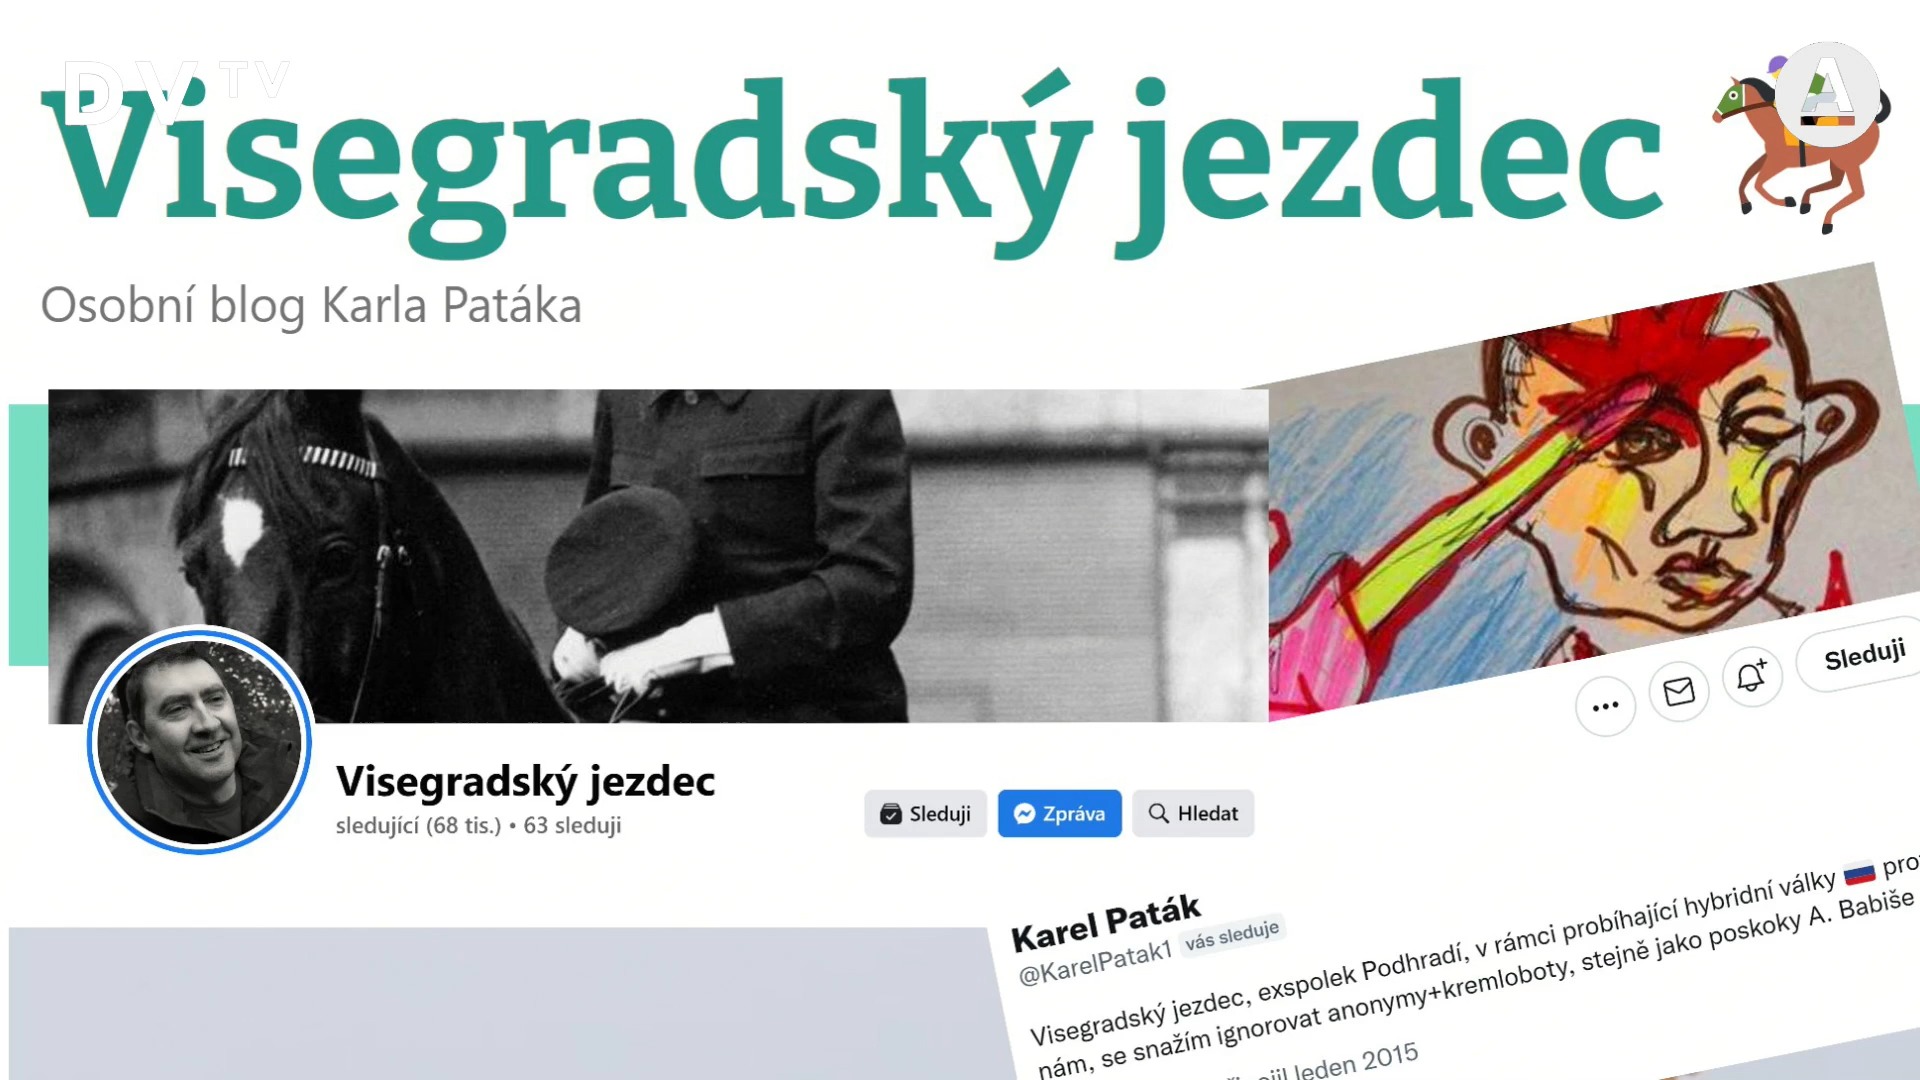 DVTV
A
Visegradský jezdec
Osobní blog Karla Patáka
Visegradský jezdec
sledující (68 tis.) • 63 sleduji
Sleduji
Zpráva
Hledat
Sleduji
Karel Paták
@KarelPatak1 vás sleduje
Visegradský jezdec, exspolek Podhradí, v rámci probíhající hybridní války
nám, se snažím ignorovat anonymy+kremloboty, stejně jako poskoky A. Babiše
leden 2015